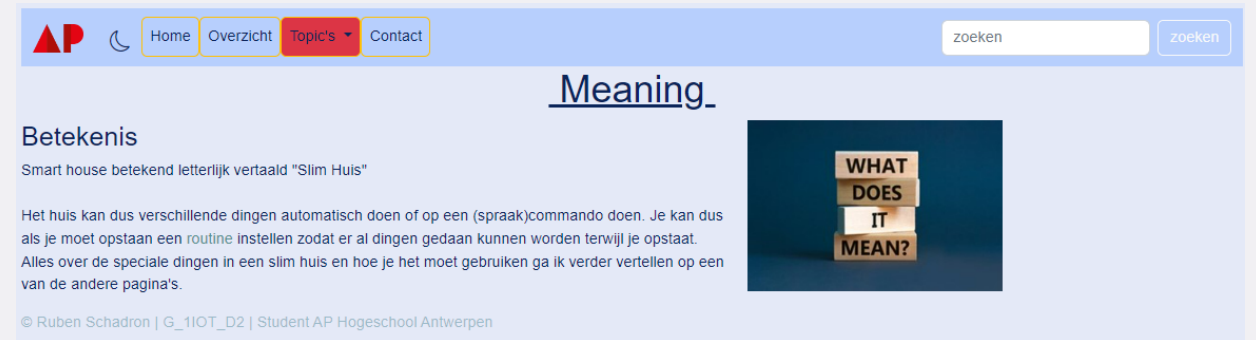 AP Home Overzicht Topic's Contact zoeken zoeken
Meaning
Betekenis
Smart house betekend letterlijk vertaald "Slim Huis"
Het huis kan dus verschillende dingen automatisch doen of op een (spraak)commando doen. Je kan dus
als je moet opstaan een routine instellen zodat er al dingen gedaan kunnen worden terwijl je opstaat.
Alles over de speciale dingen in een slim huis en hoe je het moet gebruiken ga ik verder vertellen op een
van de andere pagina's.
WHAT
DOES
IT
MEAN?
© Ruben Schadron | G_1IOT_D2 | Student AP Hogeschool Antwerpen